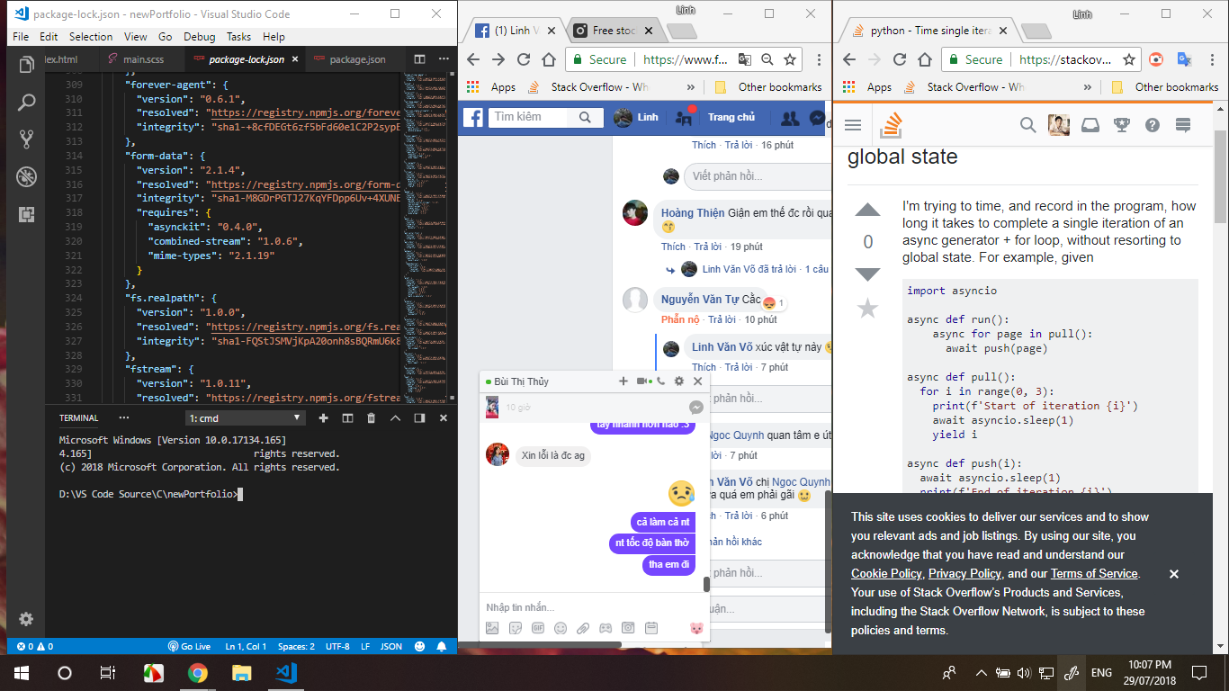 package-lock.json - newPortfolio - Visual Studio Code
File Edit Selection View Go Debug Tasks Help
dex.html main.scss package-lock.json package.json
309 "forever-agent": {
310 "version": "0.6.1",
311 "resolved": "https://registry.npmjs.org/foreve
312 "integrity":
313 },
314 "form-data": {
315 "version": "2.1.4",
316 "resolved": "https://registry.npmjs.org/form-d
317 "integrity": "sha1-M8GDrPGTJ27KqYFDpp6Uv+4XUNE
318 "requires": {
319 "asynckit": "0.4.0",
320 "combined-stream": "1.0.6",
321 "mime-types": "2.1.19"
322 }
323 },
324 "fs.realpath": {
325 "version": "1.0.0",
326 "resolved": "https://registry.npmjs.org/fs.rea
327 "integrity": "sha1-FQStJSMVjKpA20onh8sBQRmU6k8
328 },
329 "fstream": {
330 "version": "1.0.11",
331 "resolved": "https://registry.npmjs.org/fstrea
TERMINAL ... 1: cmd
Microsoft Windows [Version 10.0.17134.165]
4.165] rights reserved.
(c) 2018 Microsoft Corporation. All rights reserved.
D:\VS Code Source\C\newPortfolio>
0 0 Go Live Ln 1, Col 1 Spaces: 2 UTF-8 LF JSON
Linh
(1) Linh V Free stoc
Secure https://www.f...
Apps Stack Overflow - Wh » Other bookmarks
Tìm kiếm Linh Trang chủ
Thích · Trả lời · 16 phút
Viết phản hồi...
Hoàng Thiện Giận em thế đc rồi qua
Thích · Trả lời · 19 phút
Linh Văn Võ đã trả lời · 1 câu
Nguyễn Văn Tự Cặc 1
Phẫn nộ · Trả lời · 10 phút
Linh Văn Võ xúc vật tự này
Thích · Trả lời · 7 phút
phản hồi...
Ngọc Quynh quan tâm e út
lời · 7 phút
h Văn Võ chị Ngọc Quynh
ra quá em phải gãi
ch · Trả lời · 6 phút
hản hồi khác
phản hồi...
uận...
Bùi Thị Thủy
10 giờ
tay nhanh hơn não :3
Xin lỗi là đc ag
cả làm cả nt
nt tốc độ bàn thờ
tha em đi
Nhập tin nhắn...
GIF
Linh
python - Time single itera
Secure https://stackov...
Apps Stack Overflow - Wh » Other bookmarks
global state
0
I'm trying to time, and record in the program, how
long it takes to complete a single iteration of an
async generator + for loop, without resorting to
global state. For example, given
import asyncio
async def run():
async for page in pull():
await push(page)
async def pull():
for i in range(0, 3):
print(f'Start of iteration {i}')
await asyncio.sleep(1)
yield i
async def push(i):
await asyncio.sleep(1)
print(f'End of iteration {i}')
This site uses cookies to deliver our services and to show
you relevant ads and job listings. By using our site, you
acknowledge that you have read and understand our
Cookie Policy, Privacy Policy, and our Terms of Service.
Your use of Stack Overflow's Products and Services,
including the Stack Overflow Network, is subject to these
policies and terms.
ENG
10:07 PM
29/07/2018